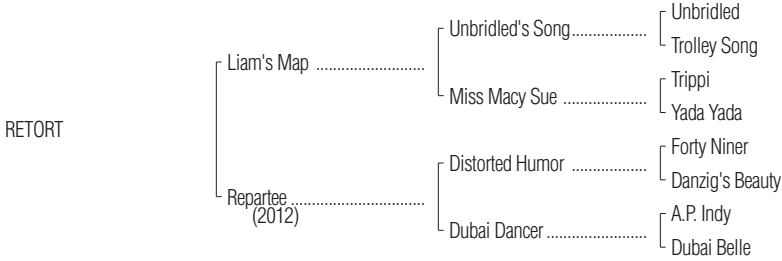 Unbridled
Unbridled's Song...................
Trolley Song
Liam's Map ..........................
Trippi
Miss Macy Sue ....................
Yada Yada
RETORT
Forty Niner
Distorted Humor ..................
Danzig's Beauty
Repartee ................................
(2012)
A.P. Indy
Dubai Dancer ........................
Dubai Belle